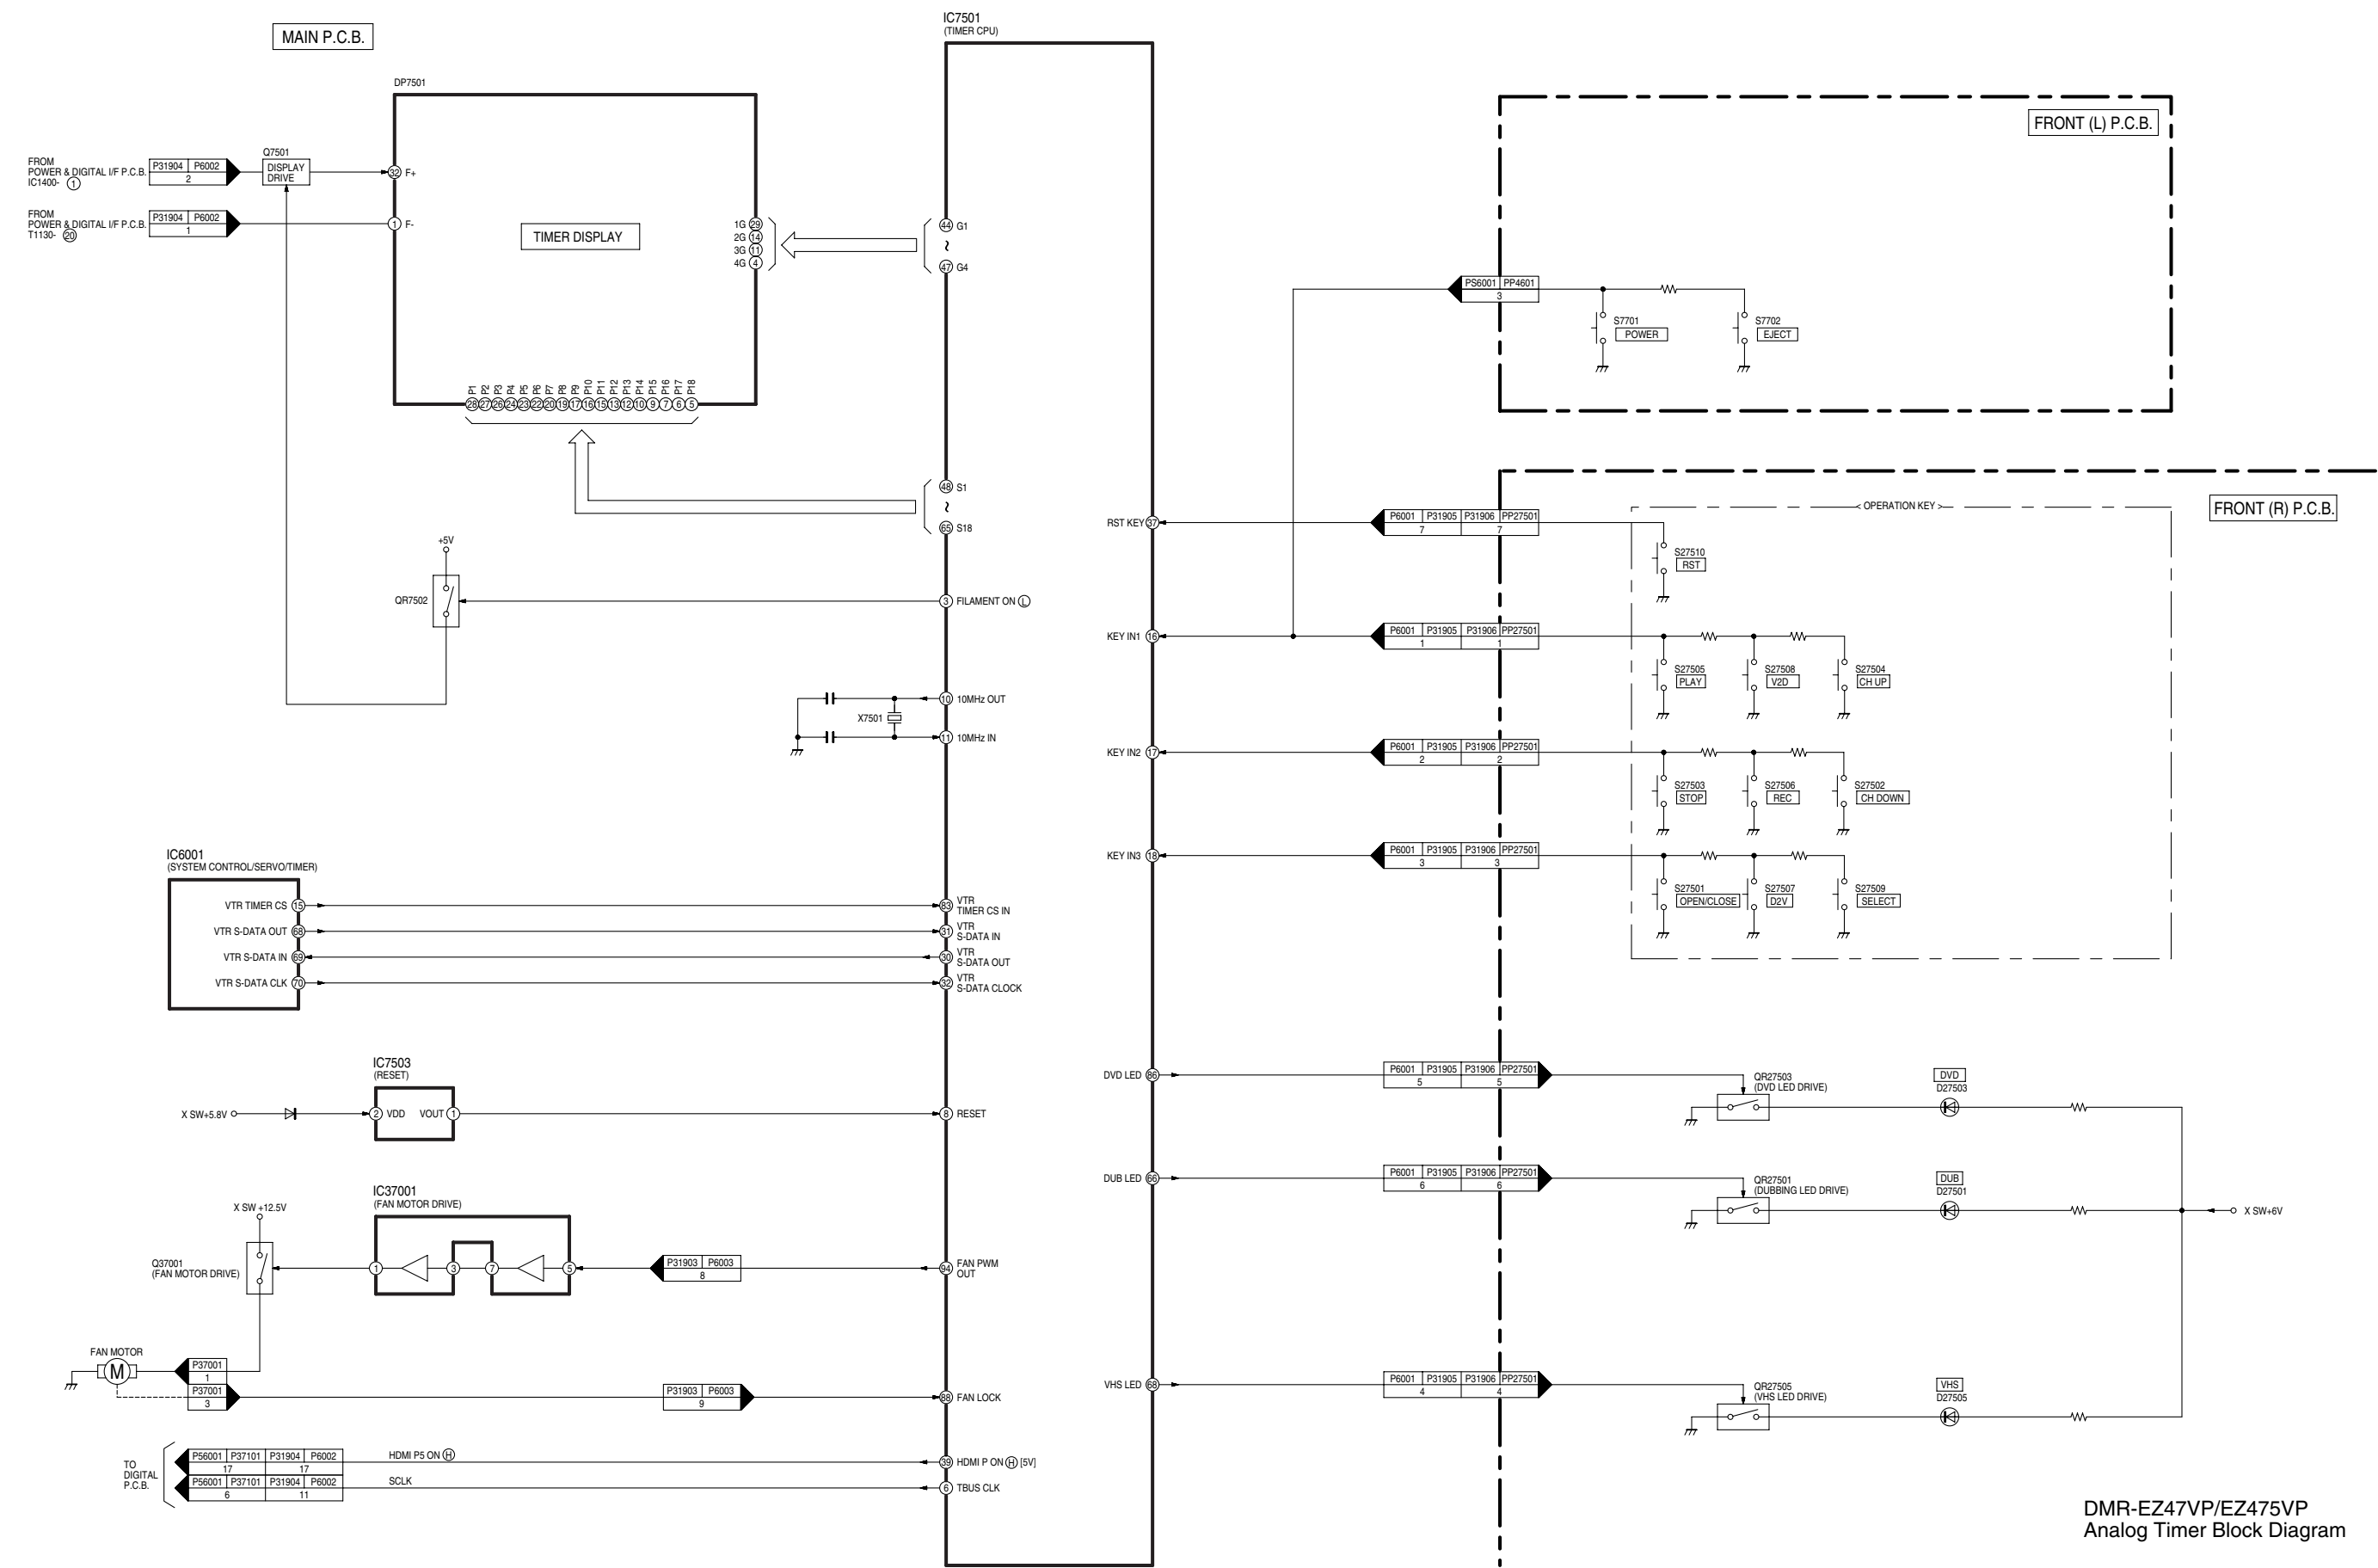 MAIN P.C.B.
IC7501
(TIMER CPU)
DP7501
FRONT (L) P.C.B.
FROM
POWER & DIGITAL I/F P.C.B.
IC1400- 1
P31904 P6002
2
Q7501
DISPLAY
DRIVE
32 F+
FROM
POWER & DIGITAL I/F P.C.B.
T1130- 20
P31904 P6002
1
1 F-
TIMER DISPLAY
1G 29
2G 14
3G 11
4G 4
44 G1
~
47 G4
PS6001 PP4601
3
S7701
POWER
S7702
EJECT
P1 P2 P3 P4 P5 P6 P7 P8 P9 P10 P11 P12 P13 P14 P15 P16 P17 P18
28 27 26 24 23 22 20 19 17 16 15 13 12 10 9 7 6 5
48 S1
~
65 S18
FRONT (R) P.C.B.
< OPERATION KEY >
RST KEY 37
P6001 P31905 P31906 PP27501
7 7
S27510
RST
+5V
QR7502
3 FILAMENT ON L
KEY IN1 16
P6001 P31905 P31906 PP27501
1 1
S27505
PLAY
S27508
V2D
S27504
CH UP
10 10MHz OUT
X7501
11 10MHz IN
KEY IN2 17
P6001 P31905 P31906 PP27501
2 2
S27503
STOP
S27506
REC
S27502
CH DOWN
KEY IN3 18
P6001 P31905 P31906 PP27501
3 3
S27501
OPEN/CLOSE
S27507
D2V
S27509
SELECT
IC6001
(SYSTEM CONTROL/SERVO/TIMER)
VTR TIMER CS 15
VTR S-DATA OUT 68
VTR S-DATA IN 69
VTR S-DATA CLK 70
83 VTR
TIMER CS IN
31 VTR
S-DATA IN
30 VTR
S-DATA OUT
32 VTR
S-DATA CLOCK
IC7503
(RESET)
X SW+5.8V
2 VDD VOUT 1
8 RESET
DVD LED 86
P6001 P31905 P31906 PP27501
5 5
QR27503
(DVD LED DRIVE)
DVD
D27503
DUB LED 66
P6001 P31905 P31906 PP27501
6 6
QR27501
(DUBBING LED DRIVE)
DUB
D27501
X SW+6V
IC37001
(FAN MOTOR DRIVE)
X SW +12.5V
Q37001
(FAN MOTOR DRIVE)
1 3 7 5
P31903 P6003
8
94 FAN PWM
OUT
FAN MOTOR
M
P37001
1
P37001
3
P31903 P6003
9
88 FAN LOCK
VHS LED 68
P6001 P31905 P31906 PP27501
4 4
QR27505
(VHS LED DRIVE)
VHS
D27505
TO
DIGITAL
P.C.B.
P56001 P37101 P31904 P6002
17 17
HDMI P5 ON H
39 HDMI P ON H [5V]
P56001 P37101 P31904 P6002
6 11
SCLK
6 TBUS CLK
DMR-EZ47VP/EZ475VP
Analog Timer Block Diagram